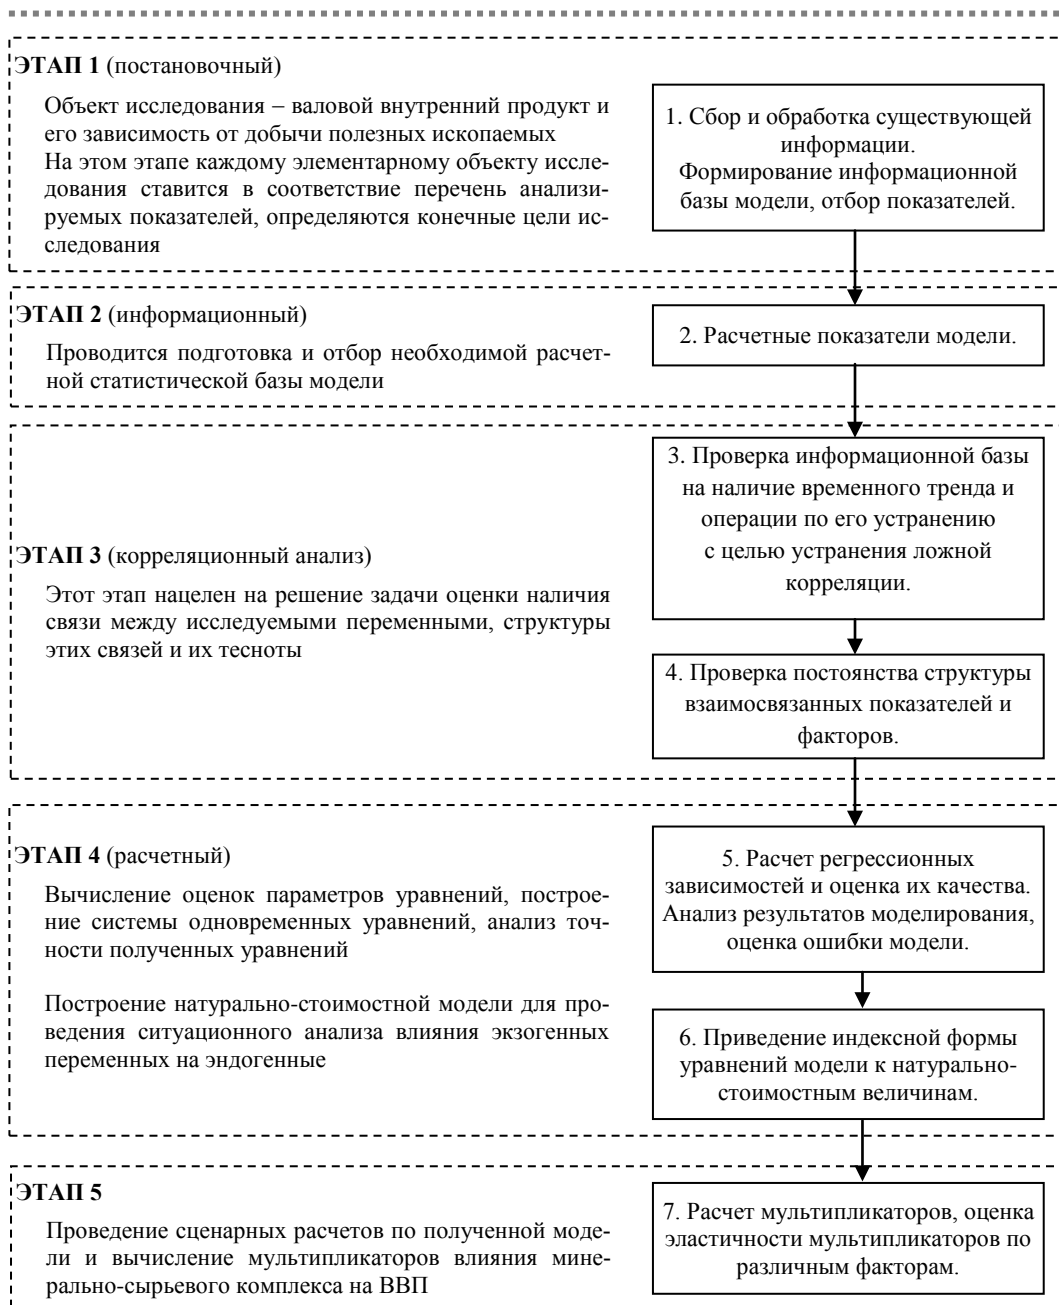 ЭТАП 1 (постановочный)
Объект исследования – валовой внутренний продукт и
его зависимость от добычи полезных ископаемых
На этом этапе каждому элементарному объекту иссле-
дования ставится в соответствие перечень анализи-
руемых показателей, определяются конечные цели ис-
следования
1. Сбор и обработка существующей
информации.
Формирование информационной
базы модели, отбор показателей.
ЭТАП 2 (информационный)
Проводится подготовка и отбор необходимой расчет-
ной статистической базы модели
2. Расчетные показатели модели.
ЭТАП 3 (корреляционный анализ)
Этот этап нацелен на решение задачи оценки наличия
связи между исследуемыми переменными, структуры
этих связей и их тесноты
3. Проверка информационной базы
на наличие временного тренда и
операции по его устранению
с целью устранения ложной
корреляции.
4. Проверка постоянства структуры
взаимосвязанных показателей и
факторов.
ЭТАП 4 (расчетный)
Вычисление оценок параметров уравнений, построе-
ние системы одновременных уравнений, анализ точ-
ности полученных уравнений
Построение натурально-стоимостной модели для про-
ведения ситуационного анализа влияния экзогенных
переменных на эндогенные
5. Расчет регрессионных
зависимостей и оценка их качества.
Анализ результатов моделирования,
оценка ошибки модели.
6. Приведение индексной формы
уравнений модели к натурально-
стоимостным величинам.
ЭТАП 5
Проведение сценарных расчетов по полученной моде-
ли и вычисление мультипликаторов влияния мине-
рально-сырьевого комплекса на ВВП
7. Расчет мультипликаторов, оценка
эластичности мультипликаторов по
различным факторам.